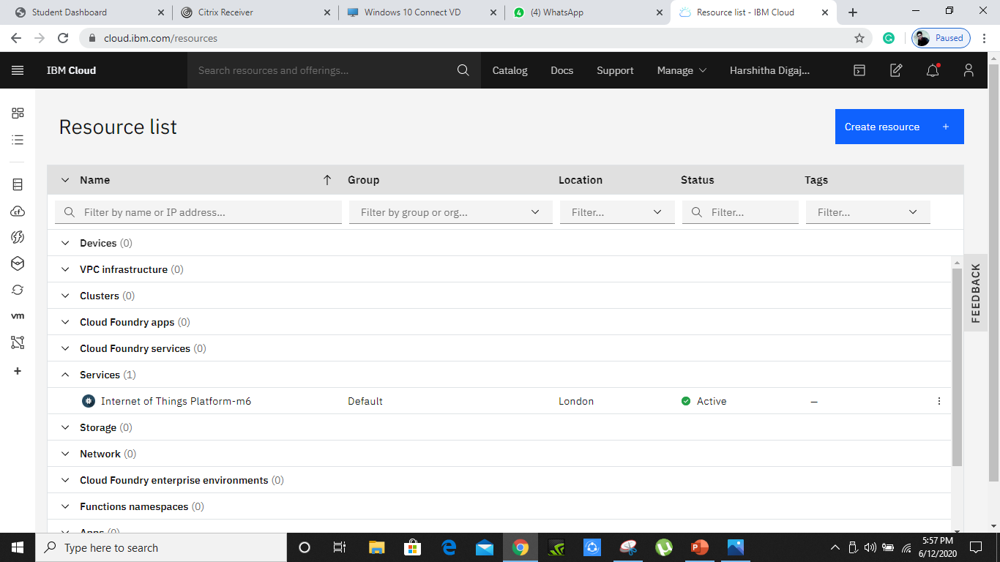 Student Dashboard
Citrix Receiver
Windows 10 Connect VD
(4) WhatsApp
Resource list - IBM Cloud
cloud.ibm.com/resources
Paused
IBM Cloud
Search resources and offerings...
Catalog
Docs
Support
Manage
Harshitha Digaj...
Resource list
Create resource +
Name
Group
Location
Status
Tags
Filter by name or IP address...
Filter by group or org...
Filter...
Filter...
Filter...
Devices (0)
VPC infrastructure (0)
Clusters (0)
Cloud Foundry apps (0)
Cloud Foundry services (0)
Services (1)
Internet of Things Platform-m6
Default
London
Active
–
Storage (0)
Network (0)
Cloud Foundry enterprise environments (0)
Functions namespaces (0)
Apps (0)
cf
vm
FEEDBACK
Type here to search
5:57 PM
6/12/2020